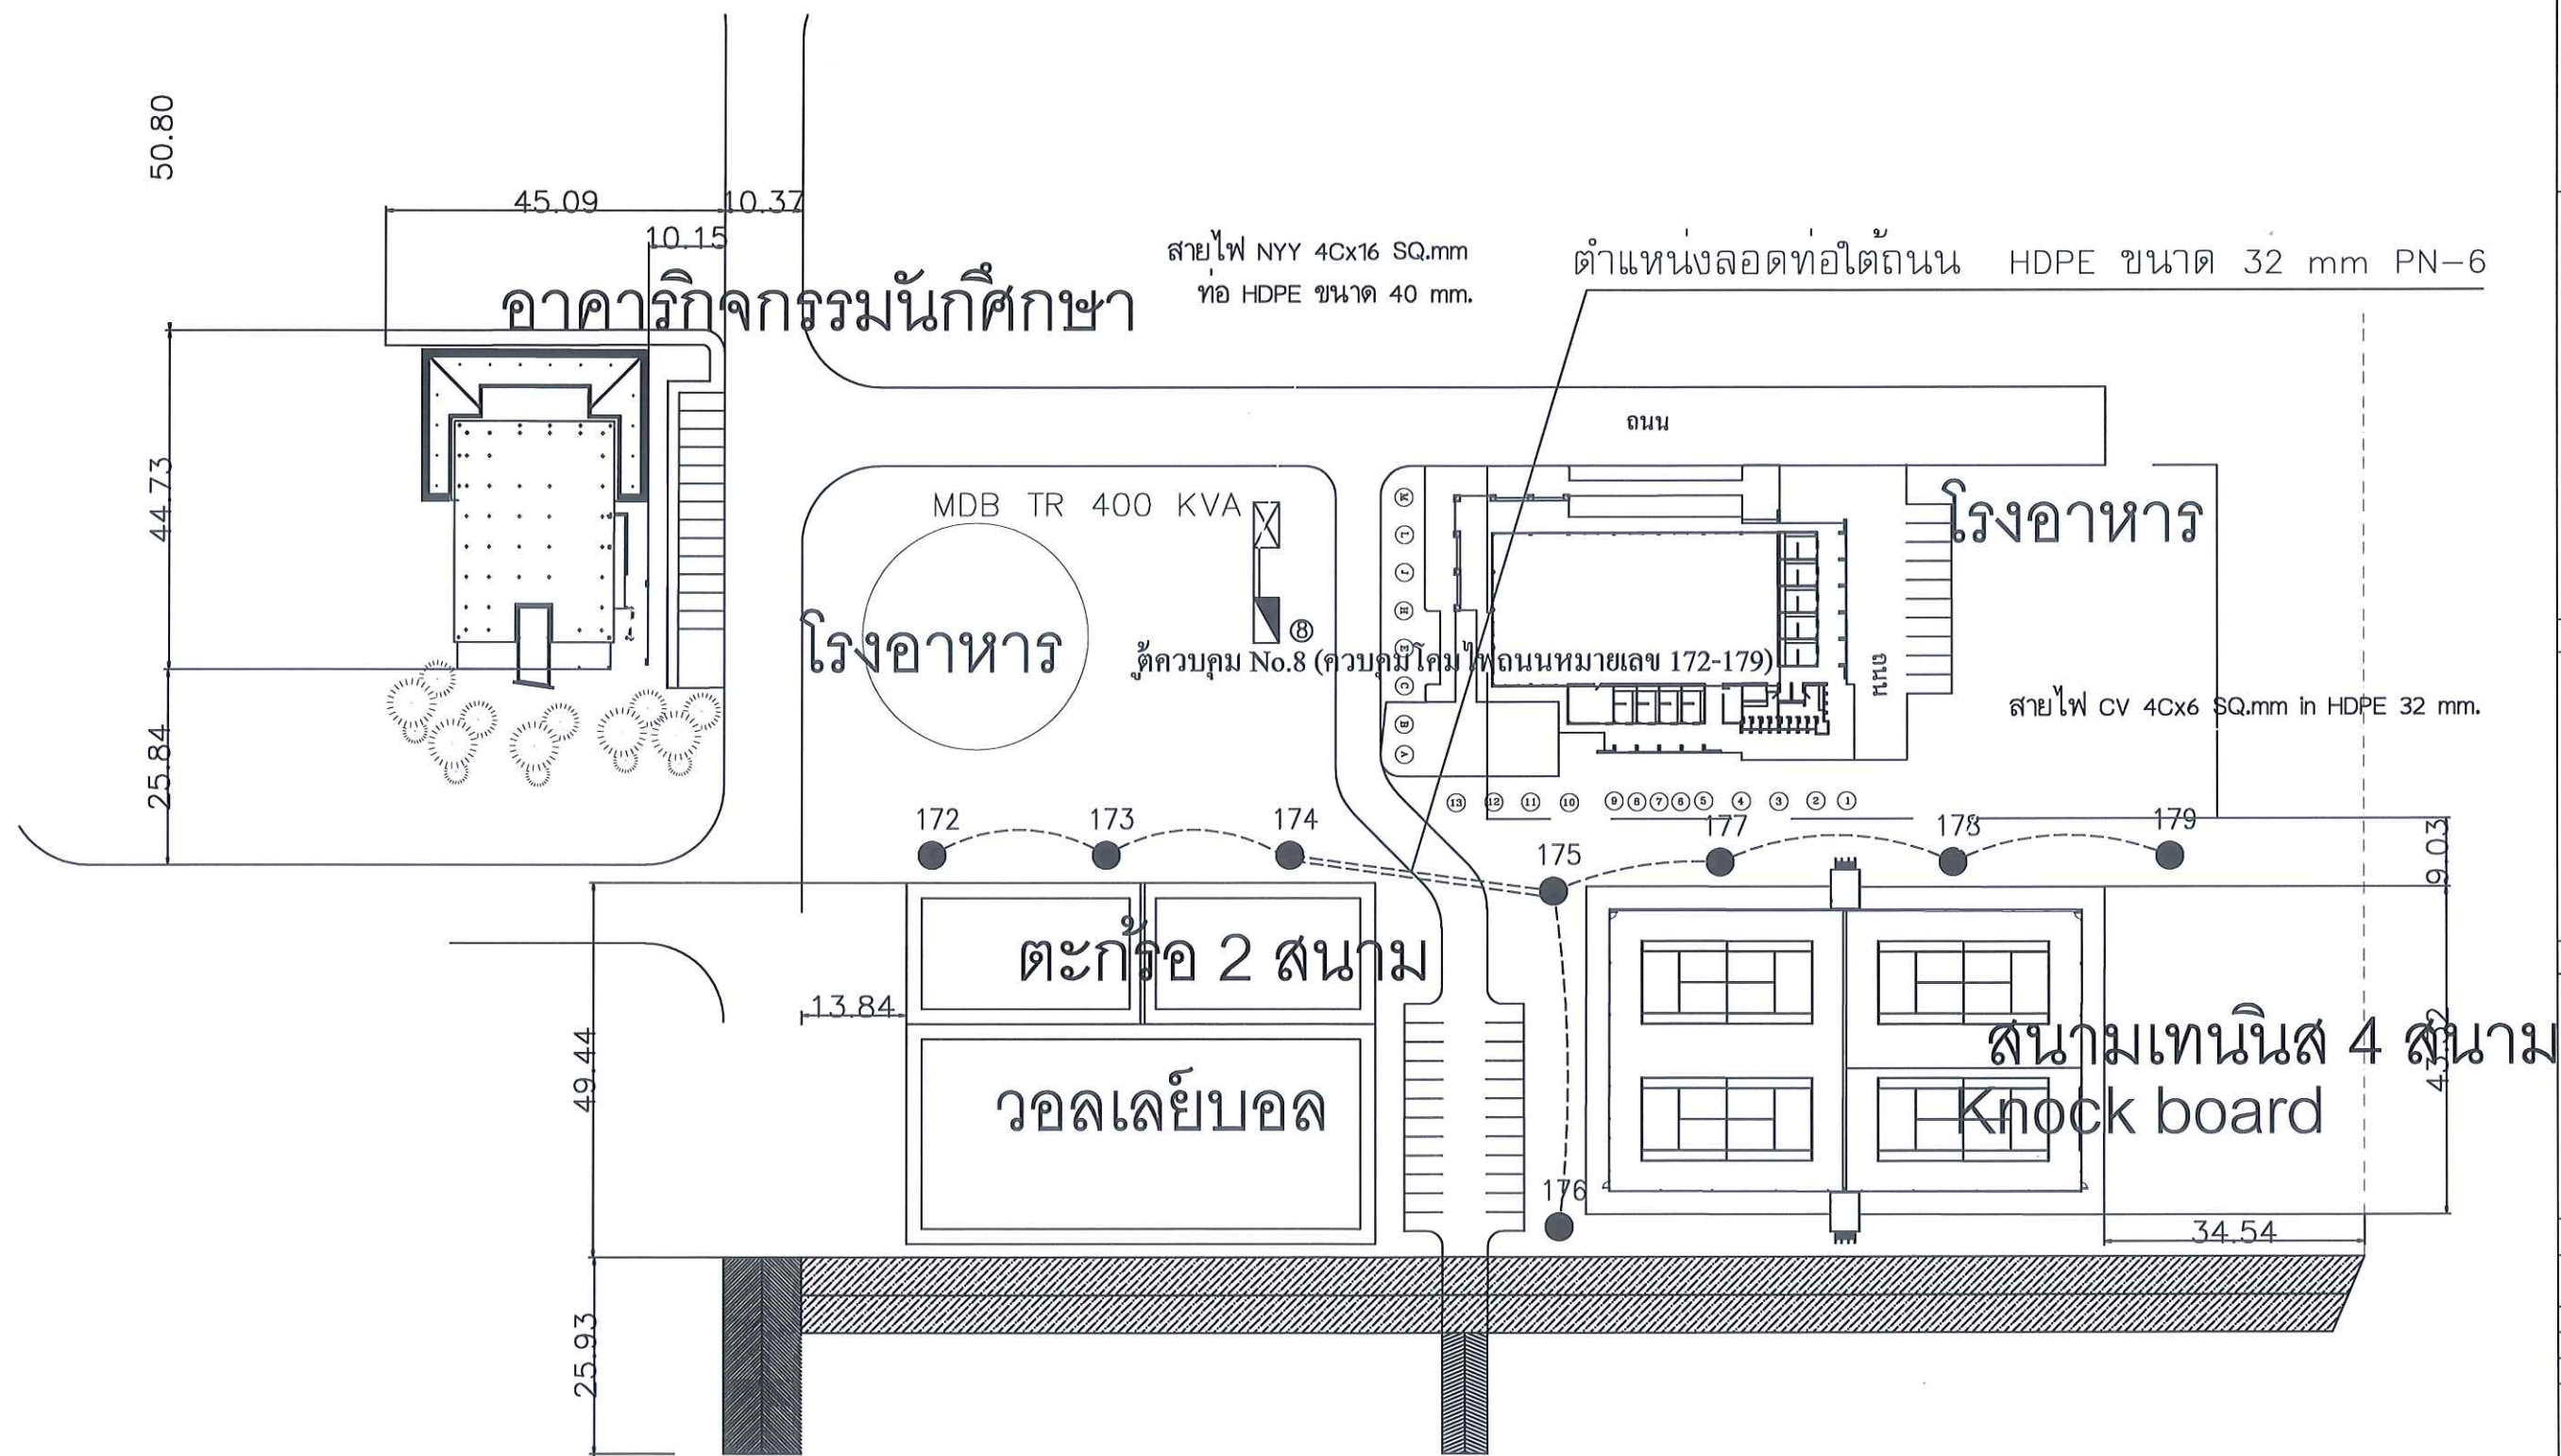 50.80
45.09
10.37
10.15
สายไฟ NYY 4Cx16 SQ.mm
ท่อ HDPE ขนาด 40 mm.
ตำแหน่งลอดท่อใต้ถนน HDPE ขนาด 32 mm PN-6
อาคารกิจกรรมนักศึกษา
ถนน
44.73
MDB TR 400 KVA
โรงอาหาร
M
L
J
H
E
C
B
A
โรงอาหาร
8
ตู้ควบคุม No.8 (ควบคุมโคมไฟถนนหมายเลข 172-179)
ถนน
สายไฟ CV 4Cx6 SQ.mm in HDPE 32 mm.
25.84
13 12 11 10 9 8 7 6 5 4 3 2 1
172 173 174 175 177 178 179
9.03
ตะกร้อ 2 สนาม
13.84
สนามเทนนิส 4 สนาม
Knock board
49.44
วอลเลย์บอล
176
34.54
25.93